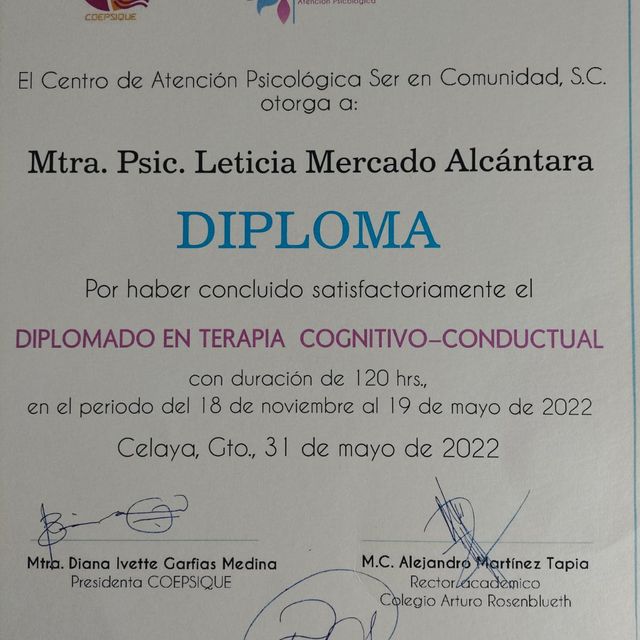 COEPSIQUE
Atención Psicológica
El Centro de Atención Psicológica Ser en Comunidad, S.C.
otorga a:
Mtra. Psic. Leticia Mercado Alcántara
DIPLOMA
Por haber concluido satisfactoriamente el
DIPLOMADO EN TERAPIA COGNITIVO-CONDUCTUAL
con duración de 120 hrs.,
en el periodo del 18 de noviembre al 19 de mayo de 2022
Celaya, Gto., 31 de mayo de 2022
Mtra. Diana Ivette Garfias Medina
Presidenta COEPSIQUE
M.C. Alejandro Martínez Tapia
Rector académico
Colegio Arturo Rosenblueth